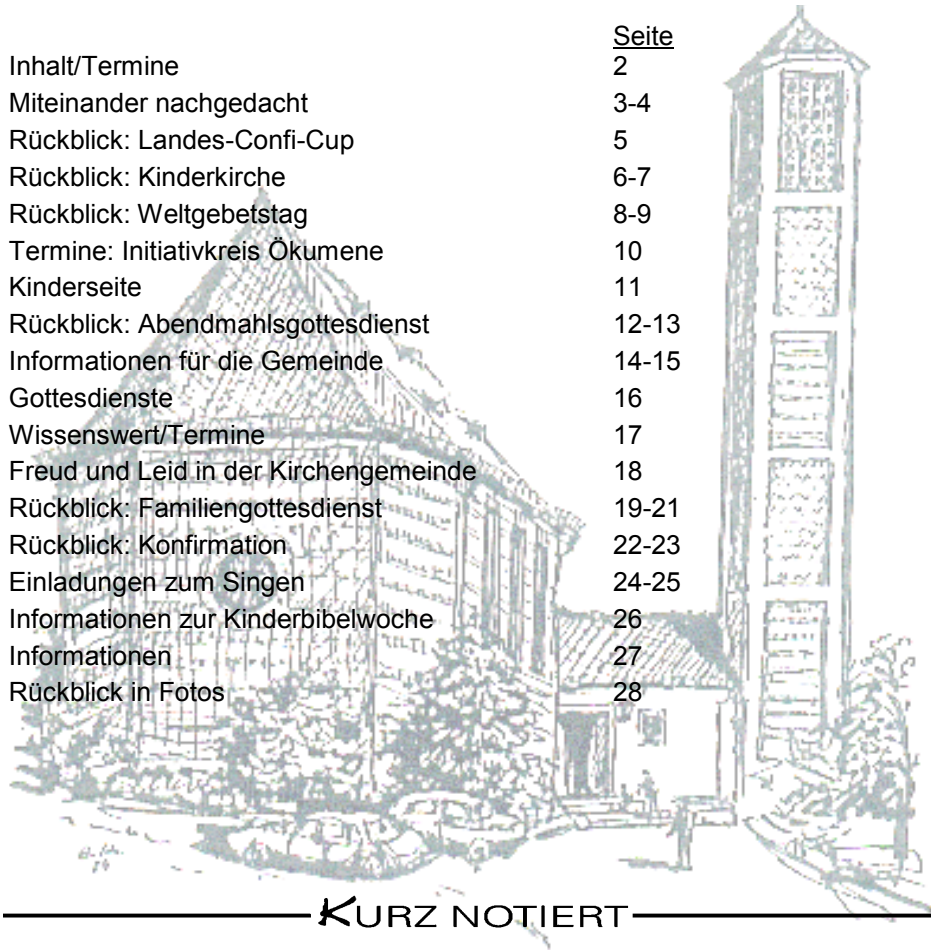 Seite
Inhalt/Termine 2
Miteinander nachgedacht 3-4
Rückblick: Landes-Confi-Cup 5
Rückblick: Kinderkirche 6-7
Rückblick: Weltgebetstag 8-9
Termine: Initiativkreis Ökumene 10
Kinderseite 11
Rückblick: Abendmahlsgottesdienst 12-13
Informationen für die Gemeinde 14-15
Gottesdienste 16
Wissenswert/Termine 17
Freud und Leid in der Kirchengemeinde 18
Rückblick: Familiengottesdienst 19-21
Rückblick: Konfirmation 22-23
Einladungen zum Singen 24-25
Informationen zur Kinderbibelwoche 26
Informationen 27
Rückblick in Fotos 28
KURZ NOTIERT